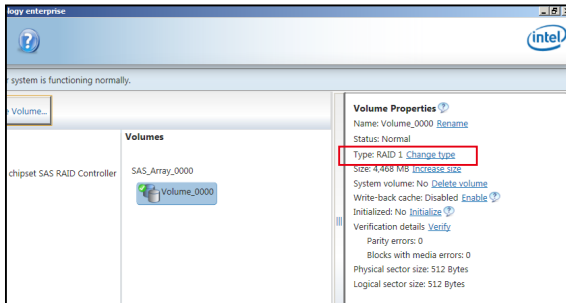 logy enterprise
intel
r system is functioning normally.
e Volume...
Volumes
chipset SAS RAID Controller
SAS_Array_0000
Volume_0000
Volume Properties
Name: Volume_0000 Rename
Status: Normal
Type: RAID 1 Change type
Size: 4,468 MB Increase size
System volume: No Delete volume
Write-back cache: Disabled Enable
Initialized: No Initialize
Verification details Verify
Parity errors: 0
Blocks with media errors: 0
Physical sector size: 512 Bytes
Logical sector size: 512 Bytes